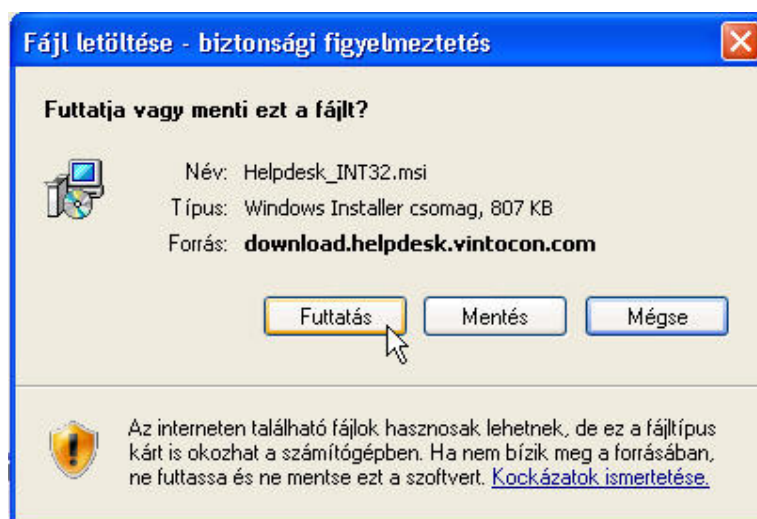 Fájl letöltése - biztonsági figyelmeztetés
Futtatja vagy menti ezt a fájlt?
Név: Helpdesk_INT32.msi
Típus: Windows Installer csomag, 807 KB
Forrás: download.helpdesk.vintocon.com
Futtatás Mentés Mégse
Az interneten található fájlok hasznosak lehetnek, de ez a fájltípus
kárt is okozhat a számítógépben. Ha nem bízik meg a forrásában,
ne futtassa és ne mentse ezt a szoftvert. Kockázatok ismertetése.